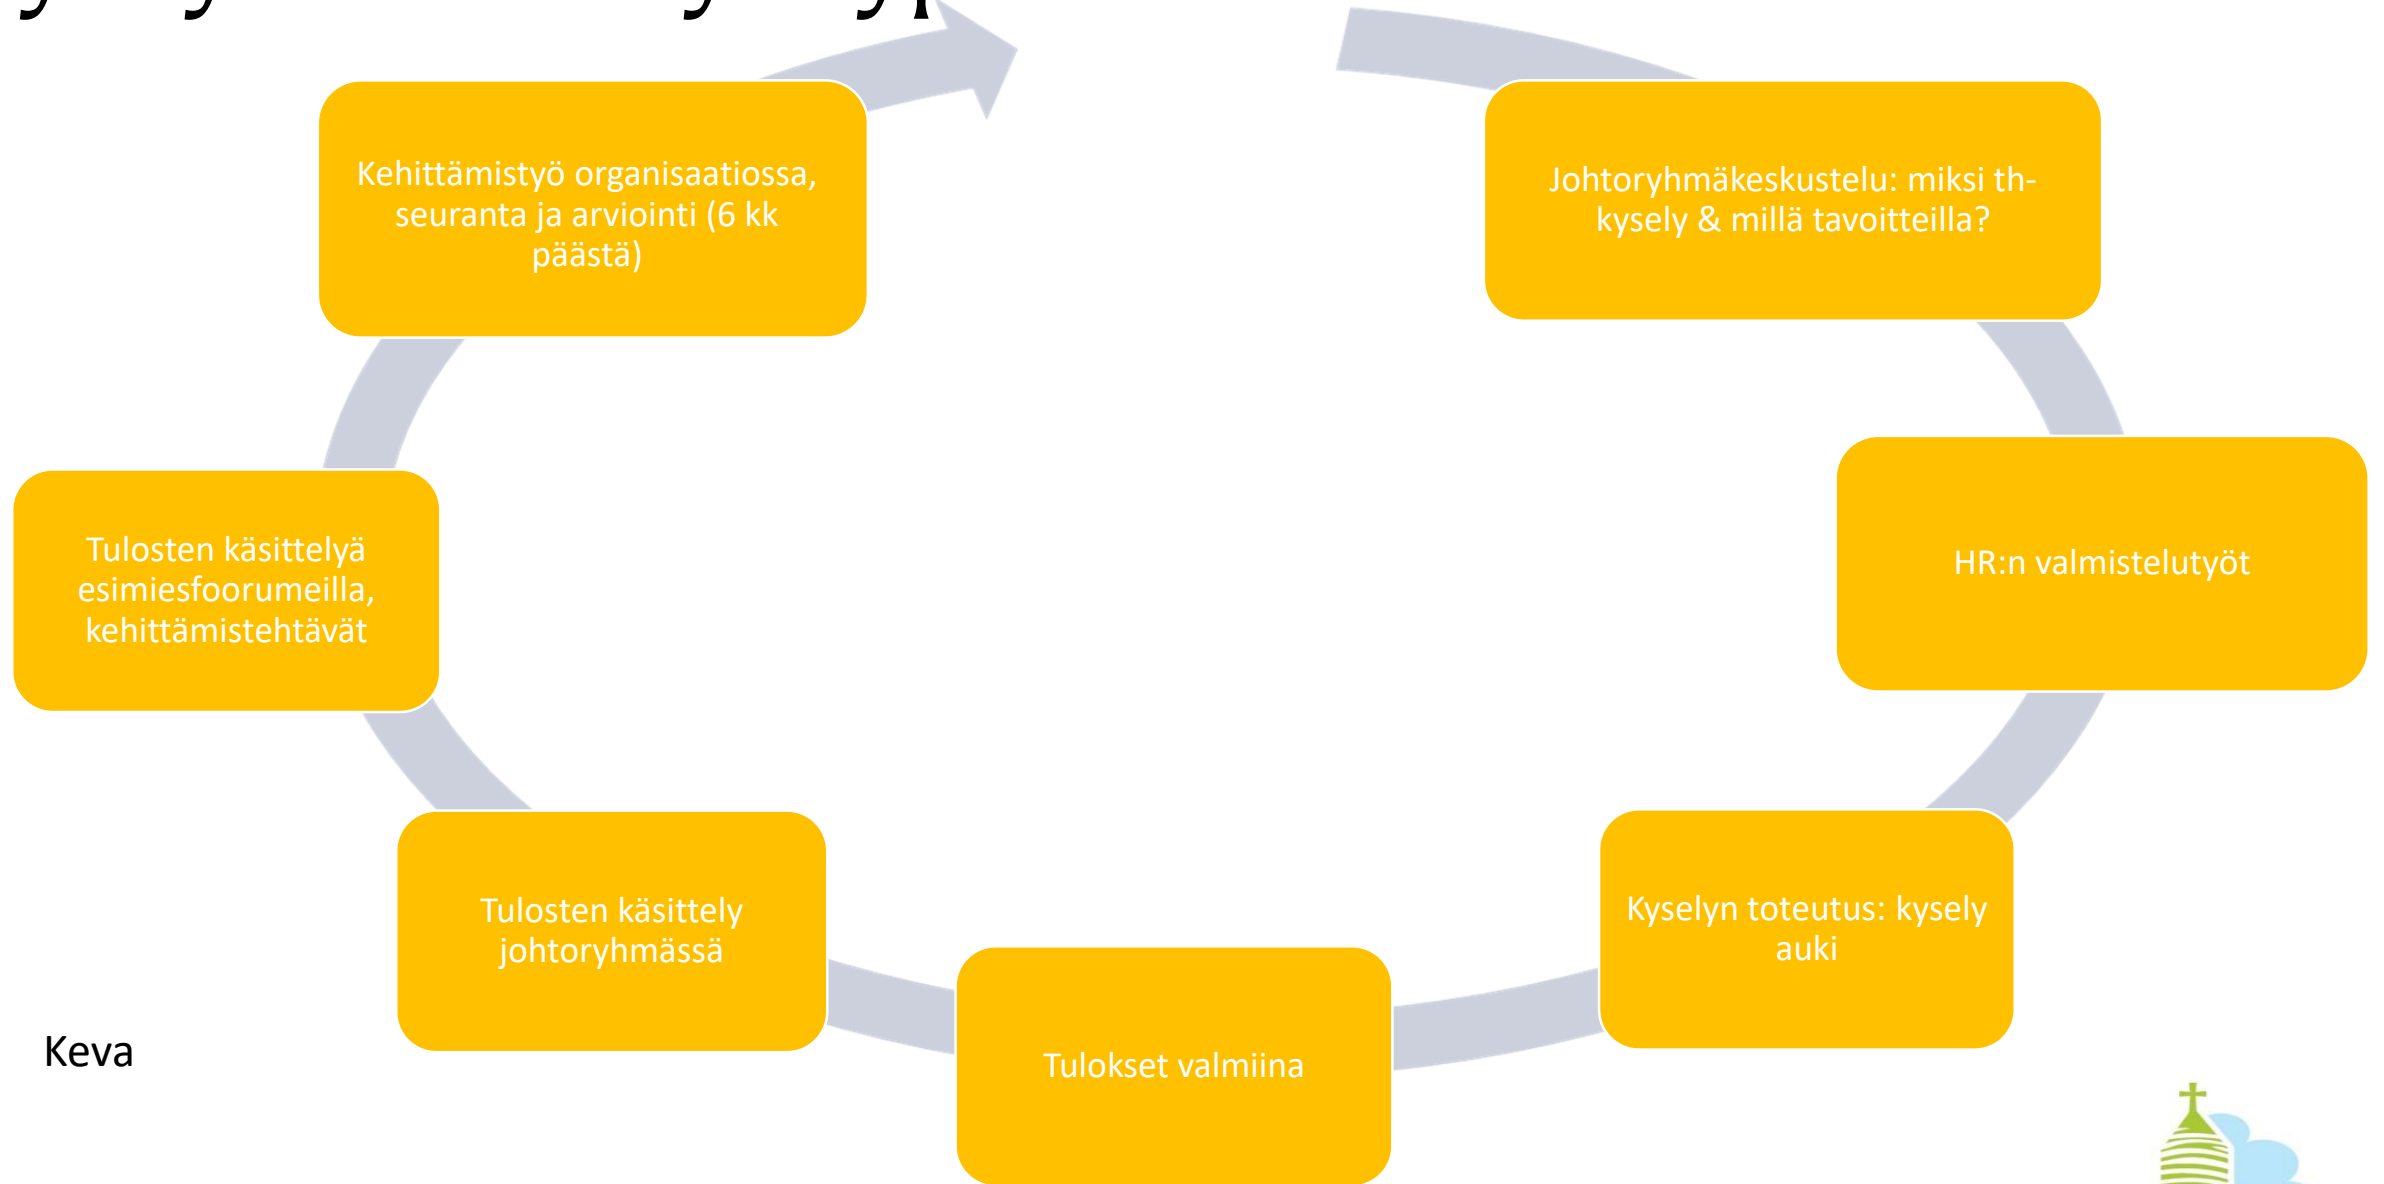 Johtoryhmäkeskustelu: miksi th-
kysely & millä tavoitteilla?
HR:n valmistelutyöt
Kyselyn toteutus: kysely
auki
Tulokset valmiina
Tulosten käsittely
johtoryhmässä
Tulosten käsittelyä
esimiesfoorumeilla,
kehittämistehtävät
Kehittämistyö organisaatiossa,
seuranta ja arviointi (6 kk
päästä)
Keva